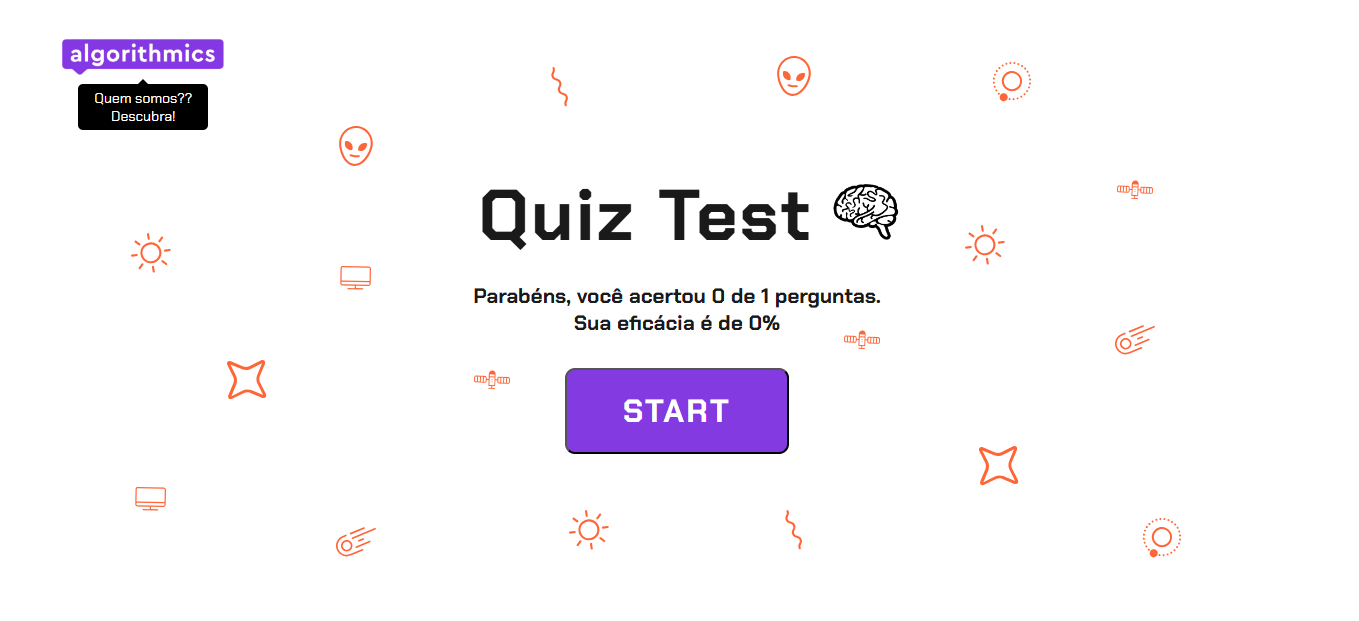 algorithmics
Quem somos??
Descubra!
Quiz Test
Parabéns, você acertou 0 de 1 perguntas.
Sua eficácia é de 0%
START